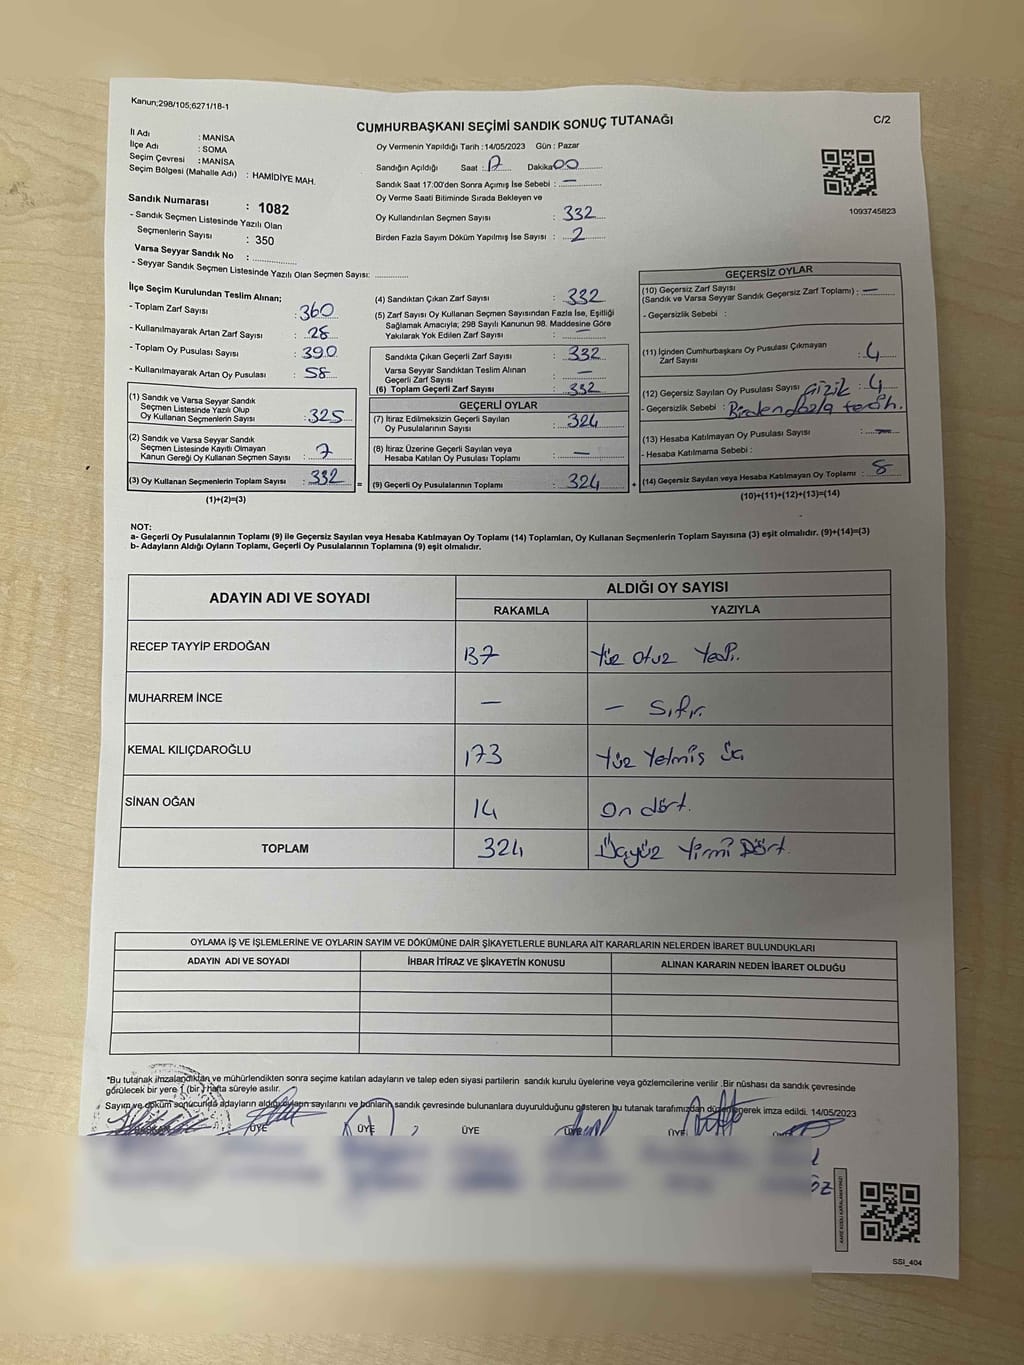 Kanun;298/105;6271/18-1
CUMHURBAŞKANI SEÇİMİ SANDIK SONUÇ TUTANAĞI
C/2
İl Adı : MANİSA
İlçe Adı : SOMA
Seçim Çevresi : MANİSA
Seçim Bölgesi (Mahalle Adı) : HAMİDİYE MAH.
Sandık Numarası : 1082
- Sandık Seçmen Listesinde Yazılı Olan
Seçmenlerin Sayısı : 350
Varsa Seyyar Sandık No :
- Seyyar Sandık Seçmen Listesinde Yazılı Olan Seçmen Sayısı:
Oy Vermenin Yapıldığı Tarih : 14/05/2023 Gün : Pazar
Sandığın Açıldığı Saat : 17 Dakika 00
Sandık Saat 17:00'den Sonra Açımış İse Sebebi : —
Oy Verme Saati Bitiminde Sırada Bekleyen ve
Oy Kullandırılan Seçmen Sayısı : 332
Birden Fazla Sayım Döküm Yapılmış İse Sayısı : 2
1093745823
İlçe Seçim Kurulundan Teslim Alınan;
- Toplam Zarf Sayısı : 360
- Kullanılmayarak Artan Zarf Sayısı : 28
- Toplam Oy Pusulası Sayısı : 390
- Kullanılmayarak Artan Oy Pusulası : 58
(1) Sandık ve Varsa Seyyar Sandık
Seçmen Listesinde Yazılı Olup
Oy Kullanan Seçmenlerin Sayısı : 325
(2) Sandık ve Varsa Seyyar Sandık
Seçmen Listesinde Kayıtlı Olmayan
Kanun Gereği Oy Kullanan Seçmen Sayısı : 7
(3) Oy Kullanan Seçmenlerin Toplam Sayısı : 332 =
(1)+(2)=(3)
(4) Sandıktan Çıkan Zarf Sayısı : 332
(5) Zarf Sayısı Oy Kullanan Seçmen Sayısından Fazla İse, Eşitliği
Sağlamak Amacıyla; 298 Sayılı Kanunun 98. Maddesine Göre
Yakılarak Yok Edilen Zarf Sayısı : —
Sandıkta Çıkan Geçerli Zarf Sayısı : 332
Varsa Seyyar Sandıktan Teslim Alınan
Geçerli Zarf Sayısı : —
(6) Toplam Geçerli Zarf Sayısı : 332
GEÇERLİ OYLAR
(7) İtiraz Edilmeksizin Geçerli Sayılan
Oy Pusulalarının Sayısı : 324
(8) İtiraz Üzerine Geçerli Sayılan veya
Hesaba Katılan Oy Pusulası Toplamı : —
(9) Geçerli Oy Pusulalarının Toplamı : 324 +
GEÇERSİZ OYLAR
(10) Geçersiz Zarf Sayısı
(Sandık ve Varsa Seyyar Sandık Geçersiz Zarf Toplamı) : —
- Geçersizlik Sebebi :
(11) İçinden Cumhurbaşkanı Oy Pusulası Çıkmayan
Zarf Sayısı : 4
(12) Geçersiz Sayılan Oy Pusulası Sayısı Çizik : 4
- Geçersizlik Sebebi : Birden fazla tercih.
(13) Hesaba Katılmayan Oy Pusulası Sayısı : —
- Hesaba Katılmama Sebebi :
(14) Geçersiz Sayılan veya Hesaba Katılmayan Oy Toplamı : 8
(10)+(11)+(12)+(13)=(14)
NOT:
a- Geçerli Oy Pusulalarının Toplamı (9) ile Geçersiz Sayılan veya Hesaba Katılmayan Oy Toplamı (14) Toplamları, Oy Kullanan Seçmenlerin Toplam Sayısına (3) eşit olmalıdır. (9)+(14)=(3)
b- Adayların Aldığı Oyların Toplamı, Geçerli Oy Pusulalarının Toplamına (9) eşit olmalıdır.
ADAYIN ADI VE SOYADI
ALDIĞI OY SAYISI
RAKAMLA YAZIYLA
RECEP TAYYİP ERDOĞAN 137 Yüz Otuz Yedi.
MUHARREM İNCE — — Sıfır.
KEMAL KILIÇDAROĞLU 173 Yüz Yetmiş Üç
SİNAN OĞAN 14 On dört.
TOPLAM 324 Üçyüz Yirmi Dört.
OYLAMA İŞ VE İŞLEMLERİNE VE OYLARIN SAYIM VE DÖKÜMÜNE DAİR ŞİKAYETLERLE BUNLARA AİT KARARLARIN NELERDEN İBARET BULUNDUKLARI
ADAYIN ADI VE SOYADI İHBAR İTİRAZ VE ŞİKAYETİN KONUSU ALINAN KARARIN NEDEN İBARET OLDUĞU
*Bu tutanak imzalandıktan ve mühürlendikten sonra seçime katılan adayların ve talep eden siyasi partilerin sandık kurulu üyelerine veya gözlemcilerine verilir .Bir nüshası da sandık çevresinde
görülecek bir yere 1 (bir) hafta süreyle asılır.
Sayım ve döküm sonucunda adayların aldığı oyların sayılarını ve bunların sandık çevresinde bulunanlara duyurulduğunu gösteren bu tutanak tarafımızdan düzenlenerek imza edildi. 14/05/2023
BAŞKAN ÜYE ÜYE ÜYE ÜYE ÜYE
ÖZ
KARE KODU KARALAMAYINIZ!
SSI_404